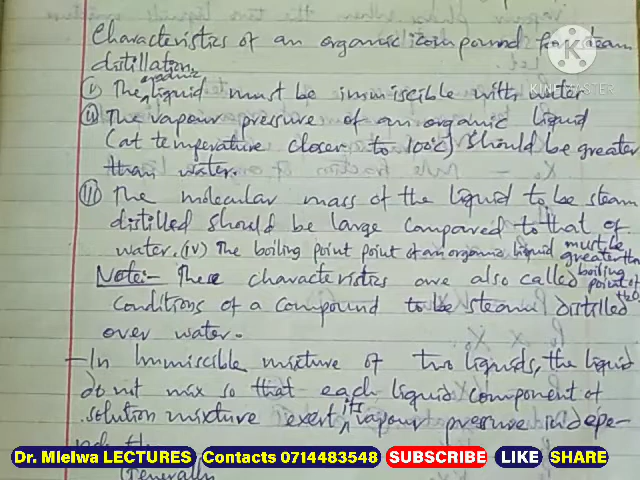 Characteristics of an organic compound for steam
distillation.
(i) The organic liquid must be immiscible with water
(ii) The vapour pressure of an organic liquid
(at temperature closer to 100°C) should be greater
than water.
(iii) The molecular mass of the liquid to be steam
distilled should be large compared to that of
water. (iv) The boiling point point of an organic liquid must be
greater than
boiling
point of
H2O
Note:- These characteristics are also called
conditions of a compound to be steam distilled
over water.
- In Immiscible mixture of two liquids, the liquid
do not mix so that each liquid component of
solution mixture exert its vapour pressure indepe-
Generally
KINEMASTER
Dr. Mlelwa LECTURES Contacts 0714483548 SUBSCRIBE LIKE SHARE